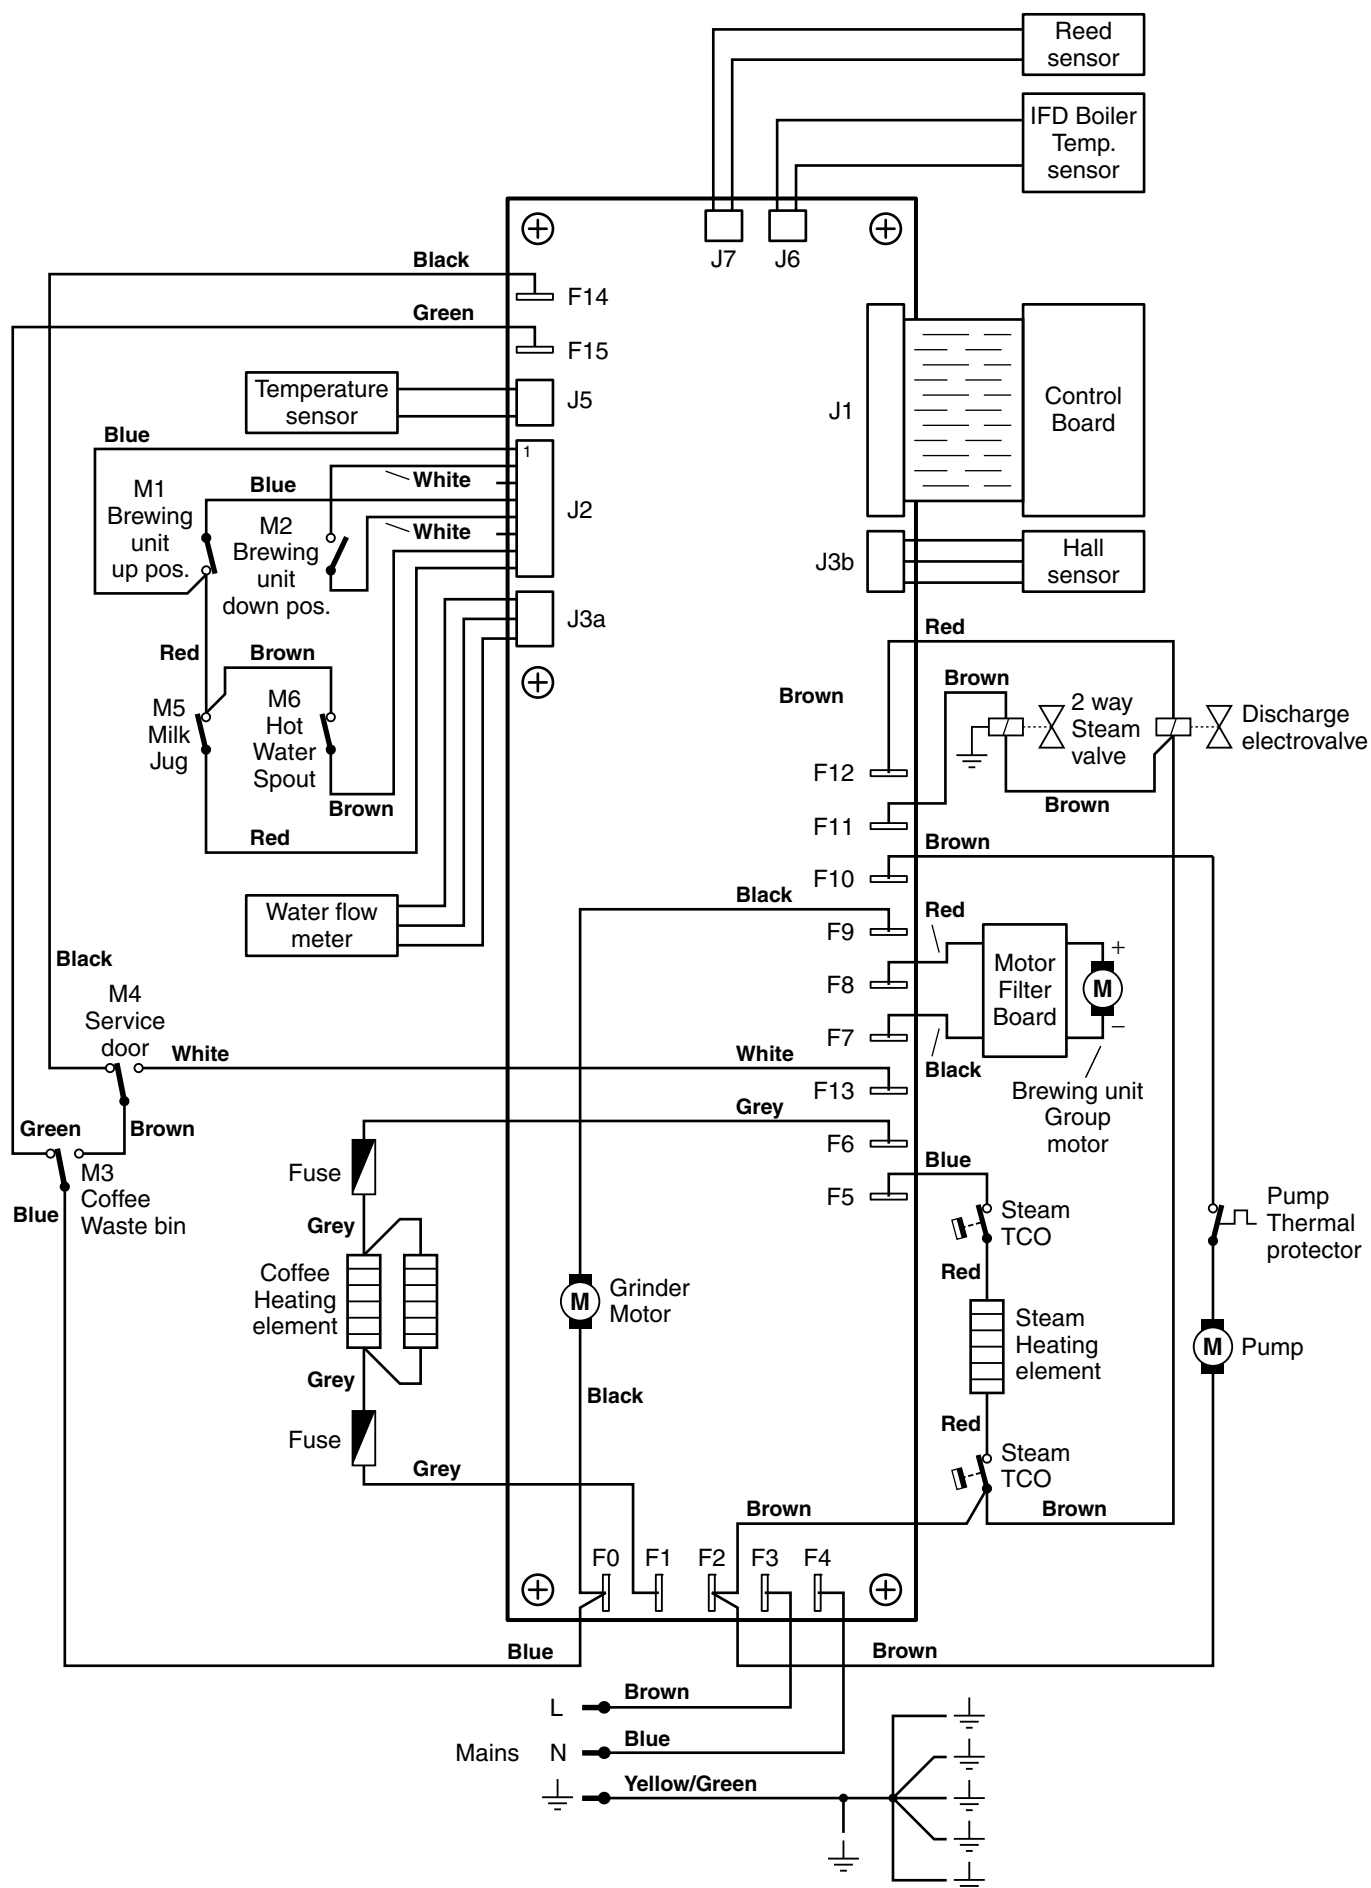 Reed
sensor
IFD Boiler
Temp.
sensor
J7
J6
Black
F14
Green
F15
Temperature
sensor
J5
Control
Board
J1
Blue
1
White
Blue
J2
White
M1
Brewing
unit
up pos.
M2
Brewing
unit
down pos.
J3b
Hall
sensor
J3a
Red
Red
Brown
Brown
Brown
M5
Milk
Jug
M6
Hot
Water
Spout
2 way
Steam
valve
Discharge
electrovalve
F12
Brown
Brown
F11
Red
Brown
F10
Black
Water flow
meter
F9
Red
F8
Motor
Filter
Board
+
M
−
F7
Black
Black
M4
Service
door
White
White
F13
Brewing unit
Group
motor
Grey
Green
Brown
F6
Fuse
Blue
M3
Coffee
Waste bin
F5
Blue
Steam
TCO
Pump
Thermal
protector
Grey
Coffee
Heating
element
Red
M
Grinder
Motor
Steam
Heating
element
M
Pump
Grey
Black
Red
Fuse
Steam
TCO
Grey
Brown
Brown
F0
F1
F2
F3
F4
Blue
Brown
L
Brown
Mains
N
Blue
Yellow/Green